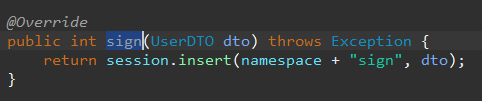 @Override
public int sign(UserDTO dto) throws Exception {
    return session.insert(namespace + "sign", dto);
}